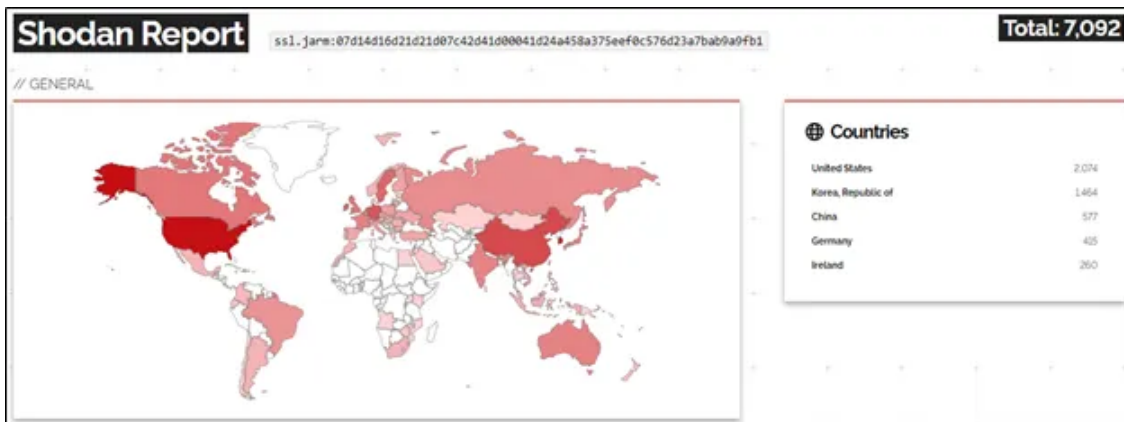 Shodan Report
ssl.jarm:07d14d16d21d21d07c42d41d00041d24a458a375eef0c576d23a7bab9a9fb1
Total: 7,092
// GENERAL
Countries
United States 2,074
Korea, Republic of 1,464
China 577
Germany 415
Ireland 260